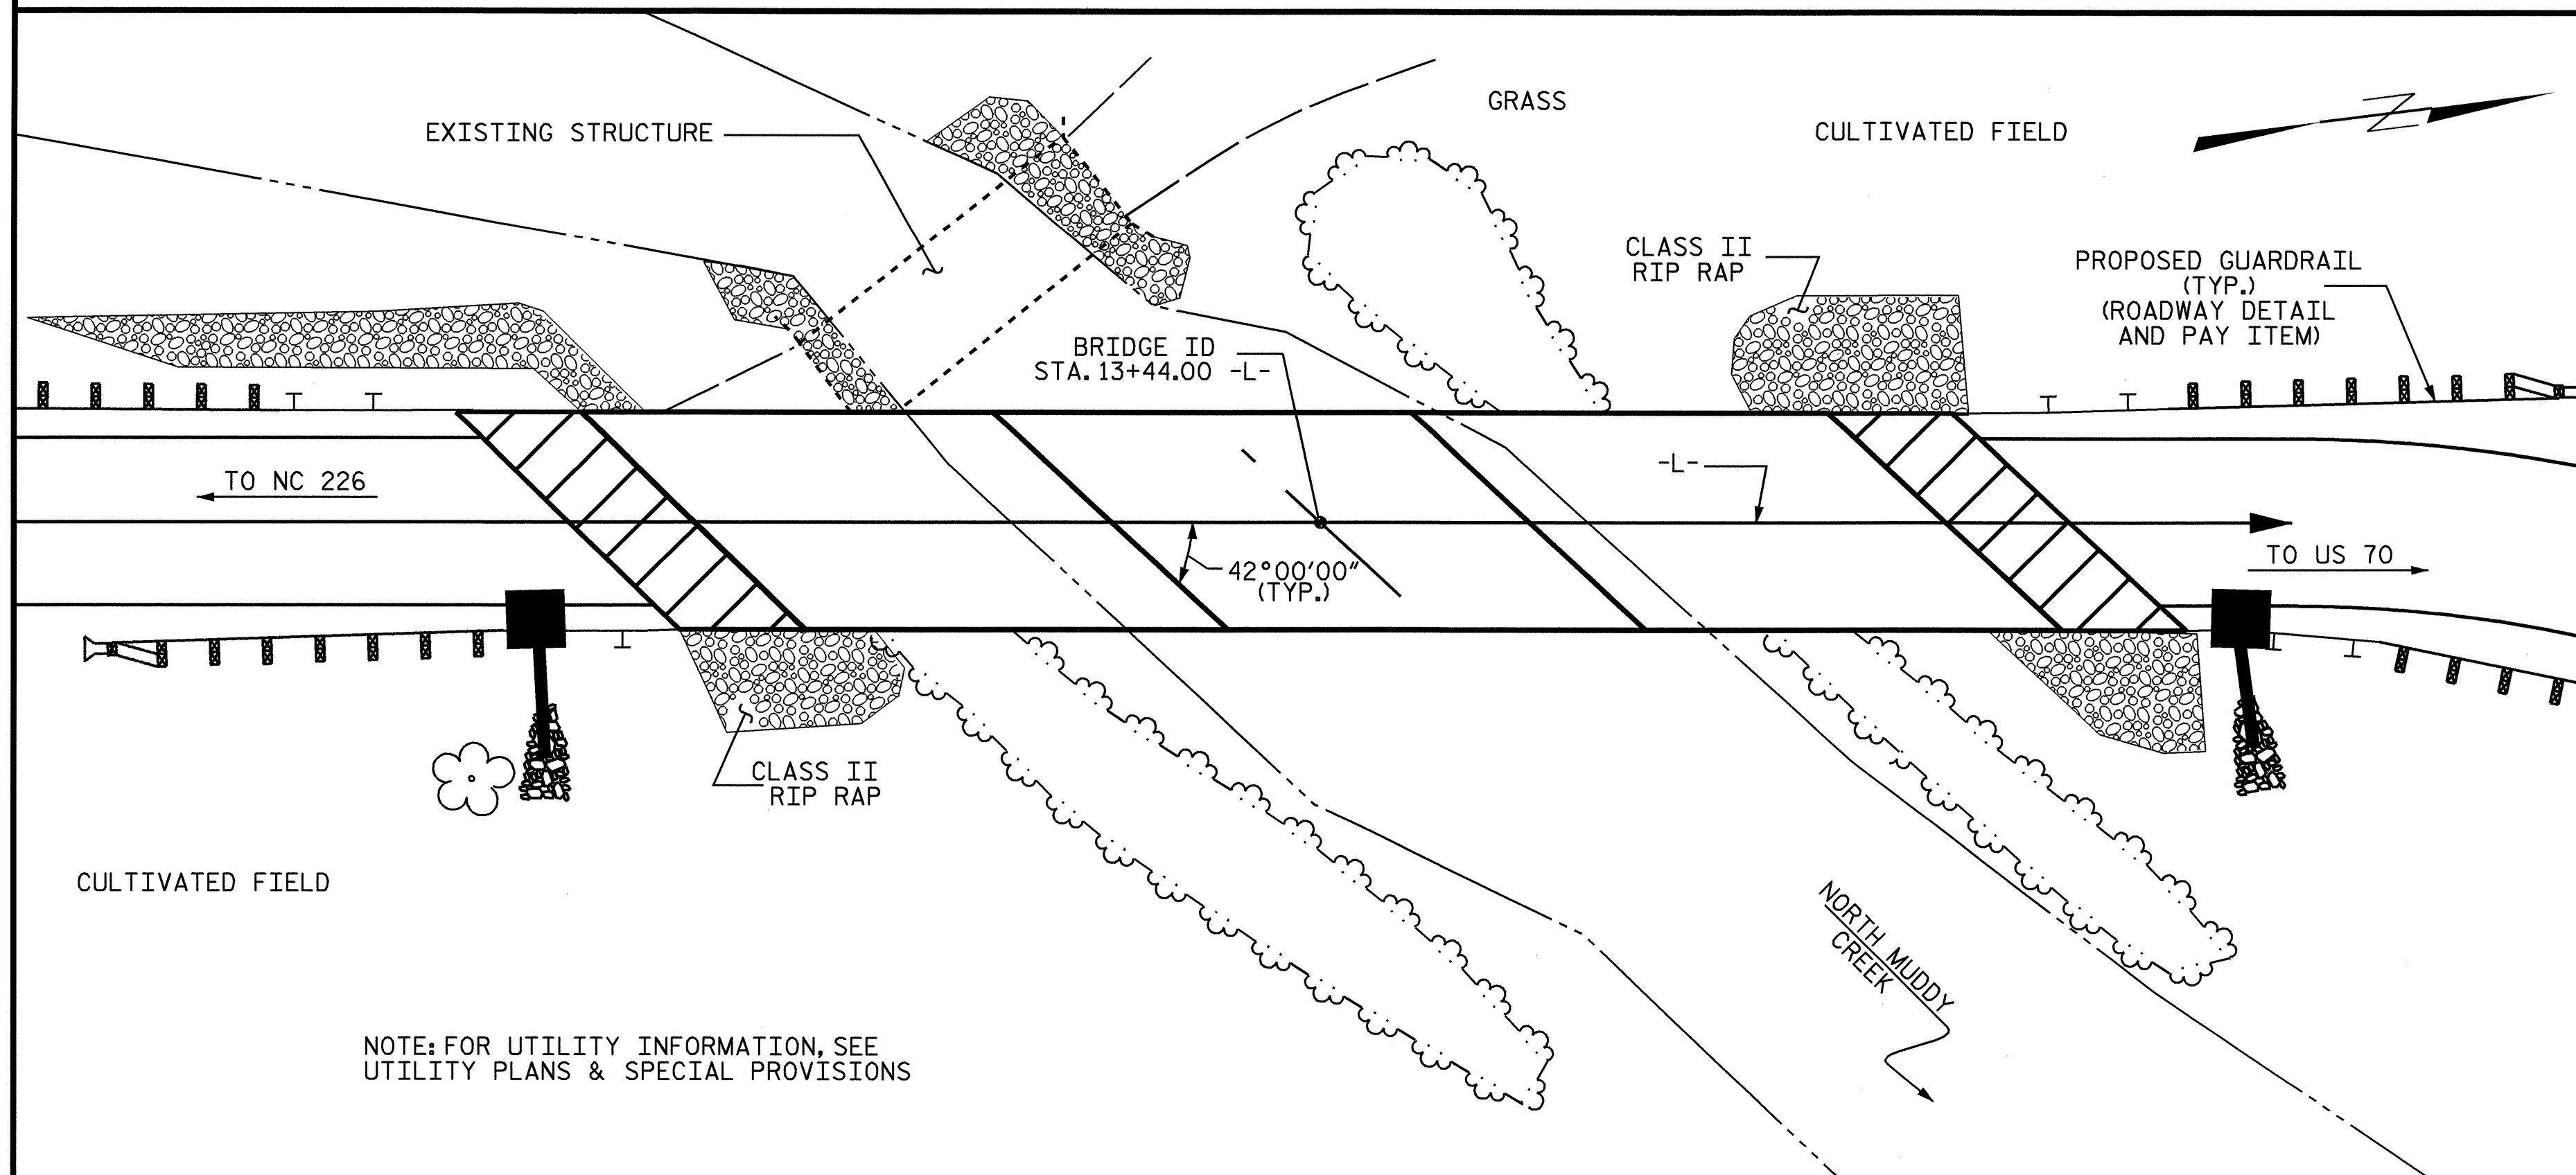 GRASS
EXISTING STRUCTURE
CULTIVATED FIELD
CLASS II
RIP RAP
PROPOSED GUARDRAIL
(TYP.)
(ROADWAY DETAIL
AND PAY ITEM)
BRIDGE ID
STA. 13+44.00 -L-
TO NC 226
-L-
TO US 70
42°00'00"
(TYP.)
CLASS II
RIP RAP
CULTIVATED FIELD
NORTH MUDDY
CREEK
NOTE: FOR UTILITY INFORMATION, SEE
UTILITY PLANS & SPECIAL PROVISIONS